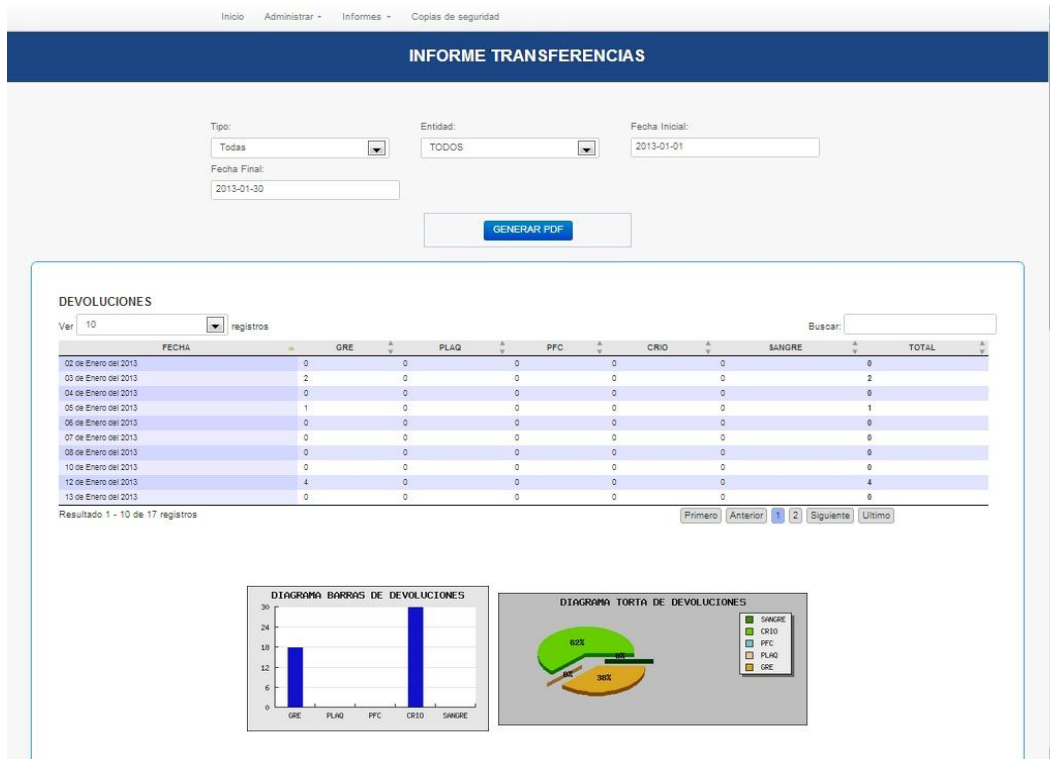 Inicio Administrar Informes Copias de seguridad
INFORME TRANSFERENCIAS
Tipo: Entidad: Fecha Inicial:
Todas TODOS 2013-01-01
Fecha Final:
2013-01-30
GENERAR PDF
DEVOLUCIONES
Ver 10 registros Buscar:
FECHA GRE PLAQ PFC CRIO SANGRE TOTAL
02 de Enero del 2013 0 0 0 0 0 0
03 de Enero del 2013 2 0 0 0 0 2
04 de Enero del 2013 0 0 0 0 0 0
05 de Enero del 2013 1 0 0 0 0 1
06 de Enero del 2013 0 0 0 0 0 0
07 de Enero del 2013 0 0 0 0 0 0
08 de Enero del 2013 0 0 0 0 0 0
10 de Enero del 2013 0 0 0 0 0 0
12 de Enero del 2013 4 0 0 0 0 4
13 de Enero del 2013 0 0 0 0 0 0
Resultado 1 - 10 de 17 registros Primero Anterior 1 2 Siguiente Ultimo
DIAGRAMA BARRAS DE DEVOLUCIONES
30
24
18
12
6
0
GRE PLAQ PFC CRIO SANGRE
DIAGRAMA TORTA DE DEVOLUCIONES
62%
0%
0%
38%
SANGRE
CRIO
PFC
PLAQ
GRE